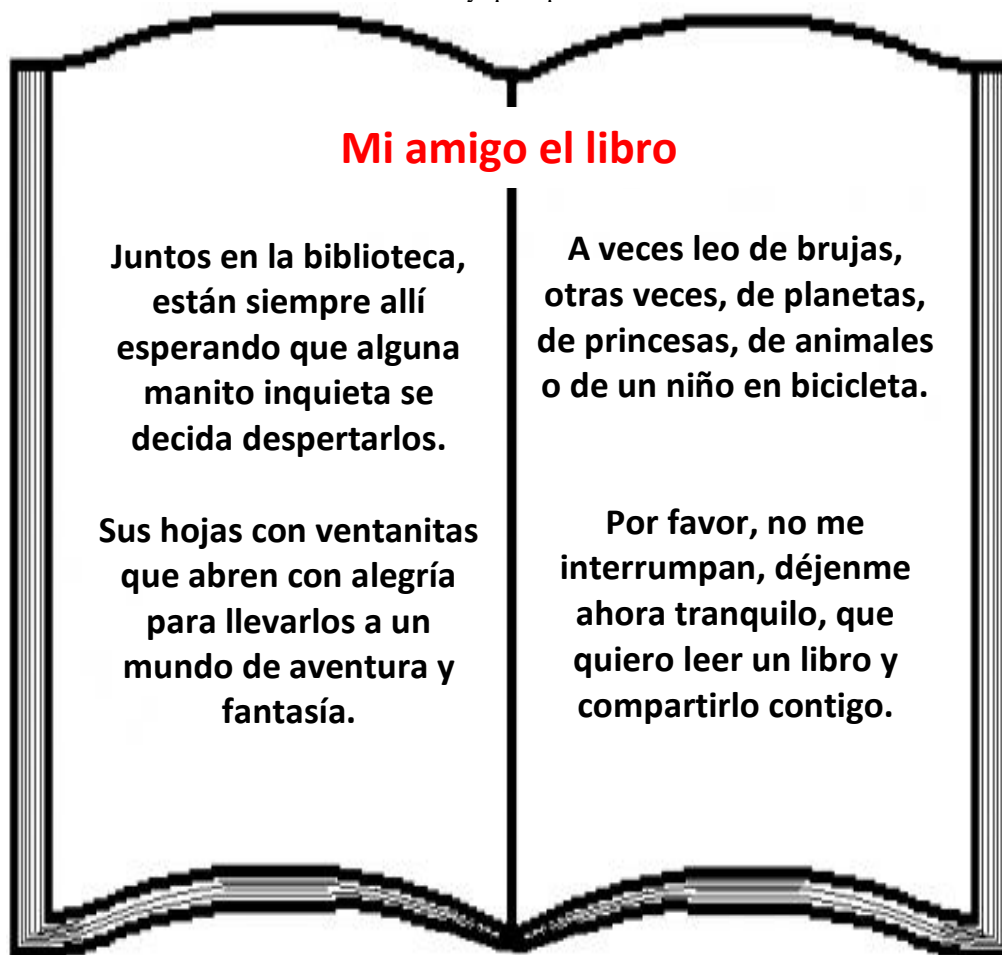 Mi amigo el libro
Juntos en la biblioteca,
están siempre allí
esperando que alguna
manito inquieta se
decida despertarlos.
Sus hojas con ventanitas
que abren con alegría
para llevarlos a un
mundo de aventura y
fantasía.
A veces leo de brujas,
otras veces, de planetas,
de princesas, de animales
o de un niño en bicicleta.
Por favor, no me
interrumpan, déjenme
ahora tranquilo, que
quiero leer un libro y
compartirlo contigo.